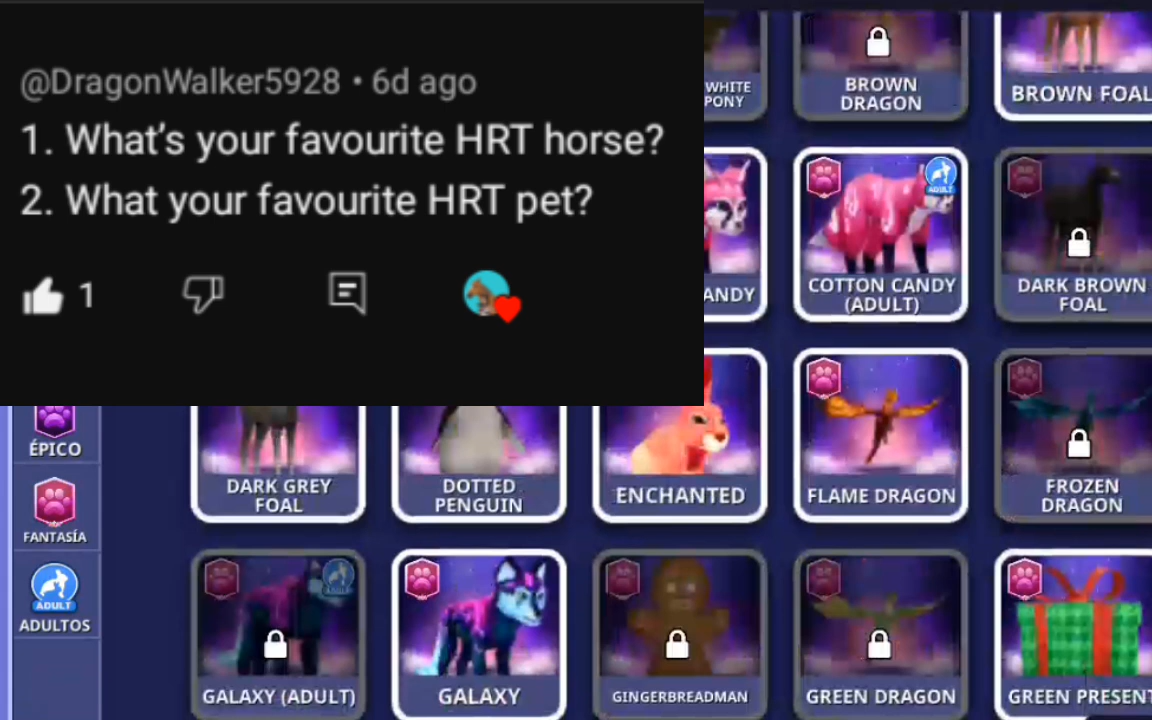 @DragonWalker5928 • 6d ago
1. What's your favourite HRT horse?
2. What your favourite HRT pet?
1
WHITE
PONY
BROWN
DRAGON
BROWN FOAL
ANDY
ADULT
COTTON CANDY
(ADULT)
DARK BROWN
FOAL
ÉPICO
FANTASÍA
ADULT
ADULTOS
DARK GREY
FOAL
DOTTED
PENGUIN
ENCHANTED
FLAME DRAGON
FROZEN
DRAGON
ADULT
GALAXY (ADULT)
GALAXY
GINGERBREADMAN
GREEN DRAGON
GREEN PRESENT